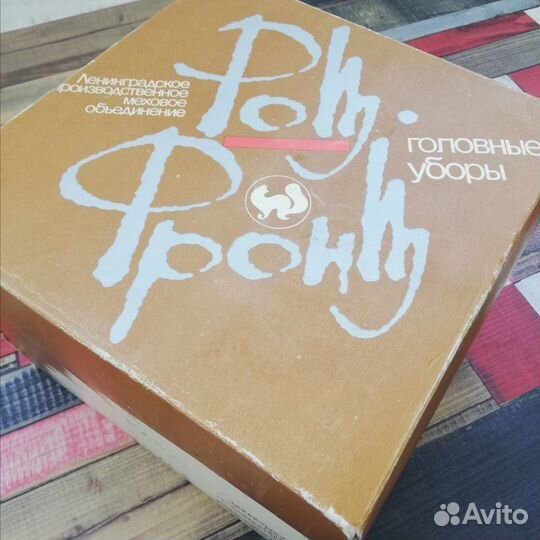 Ленинградское
производственное
меховое
объединение
Рот-
Фронт
головные
уборы
Avito